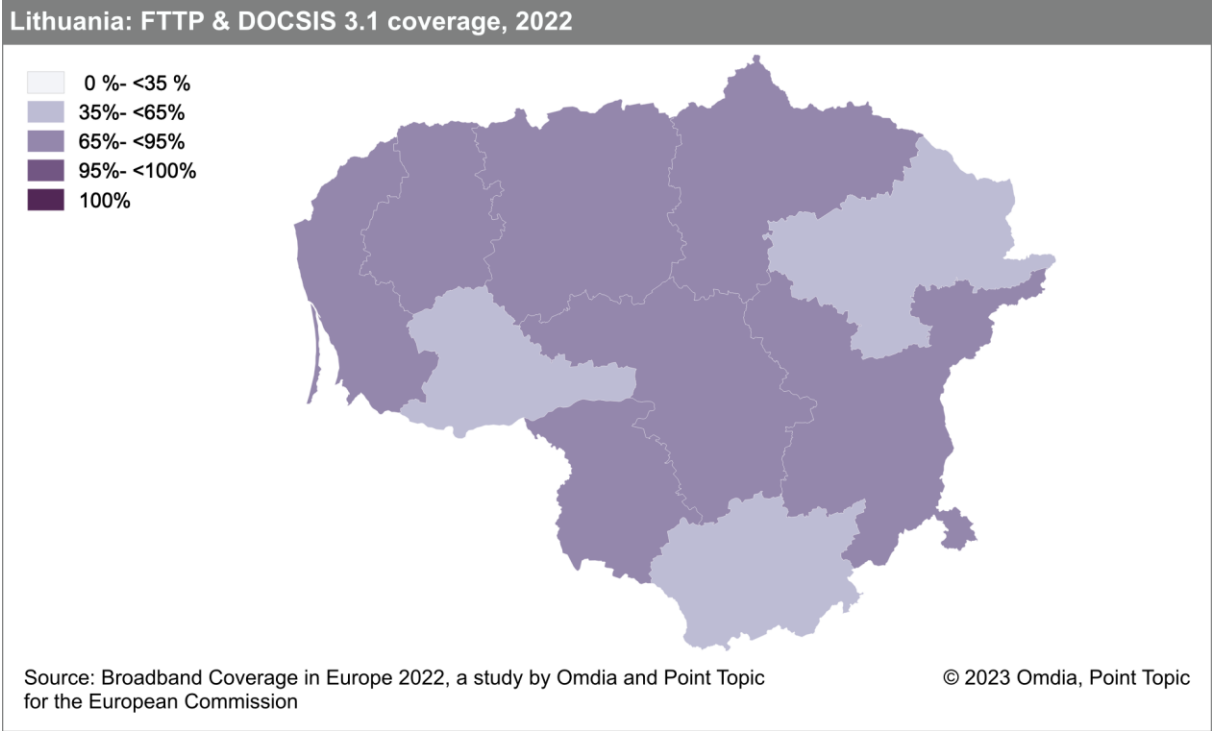 Lithuania: FTTP & DOCSIS 3.1 coverage, 2022
0 %- <35 %
35%- <65%
65%- <95%
95%- <100%
100%
Source: Broadband Coverage in Europe 2022, a study by Omdia and Point Topic
for the European Commission
© 2023 Omdia, Point Topic